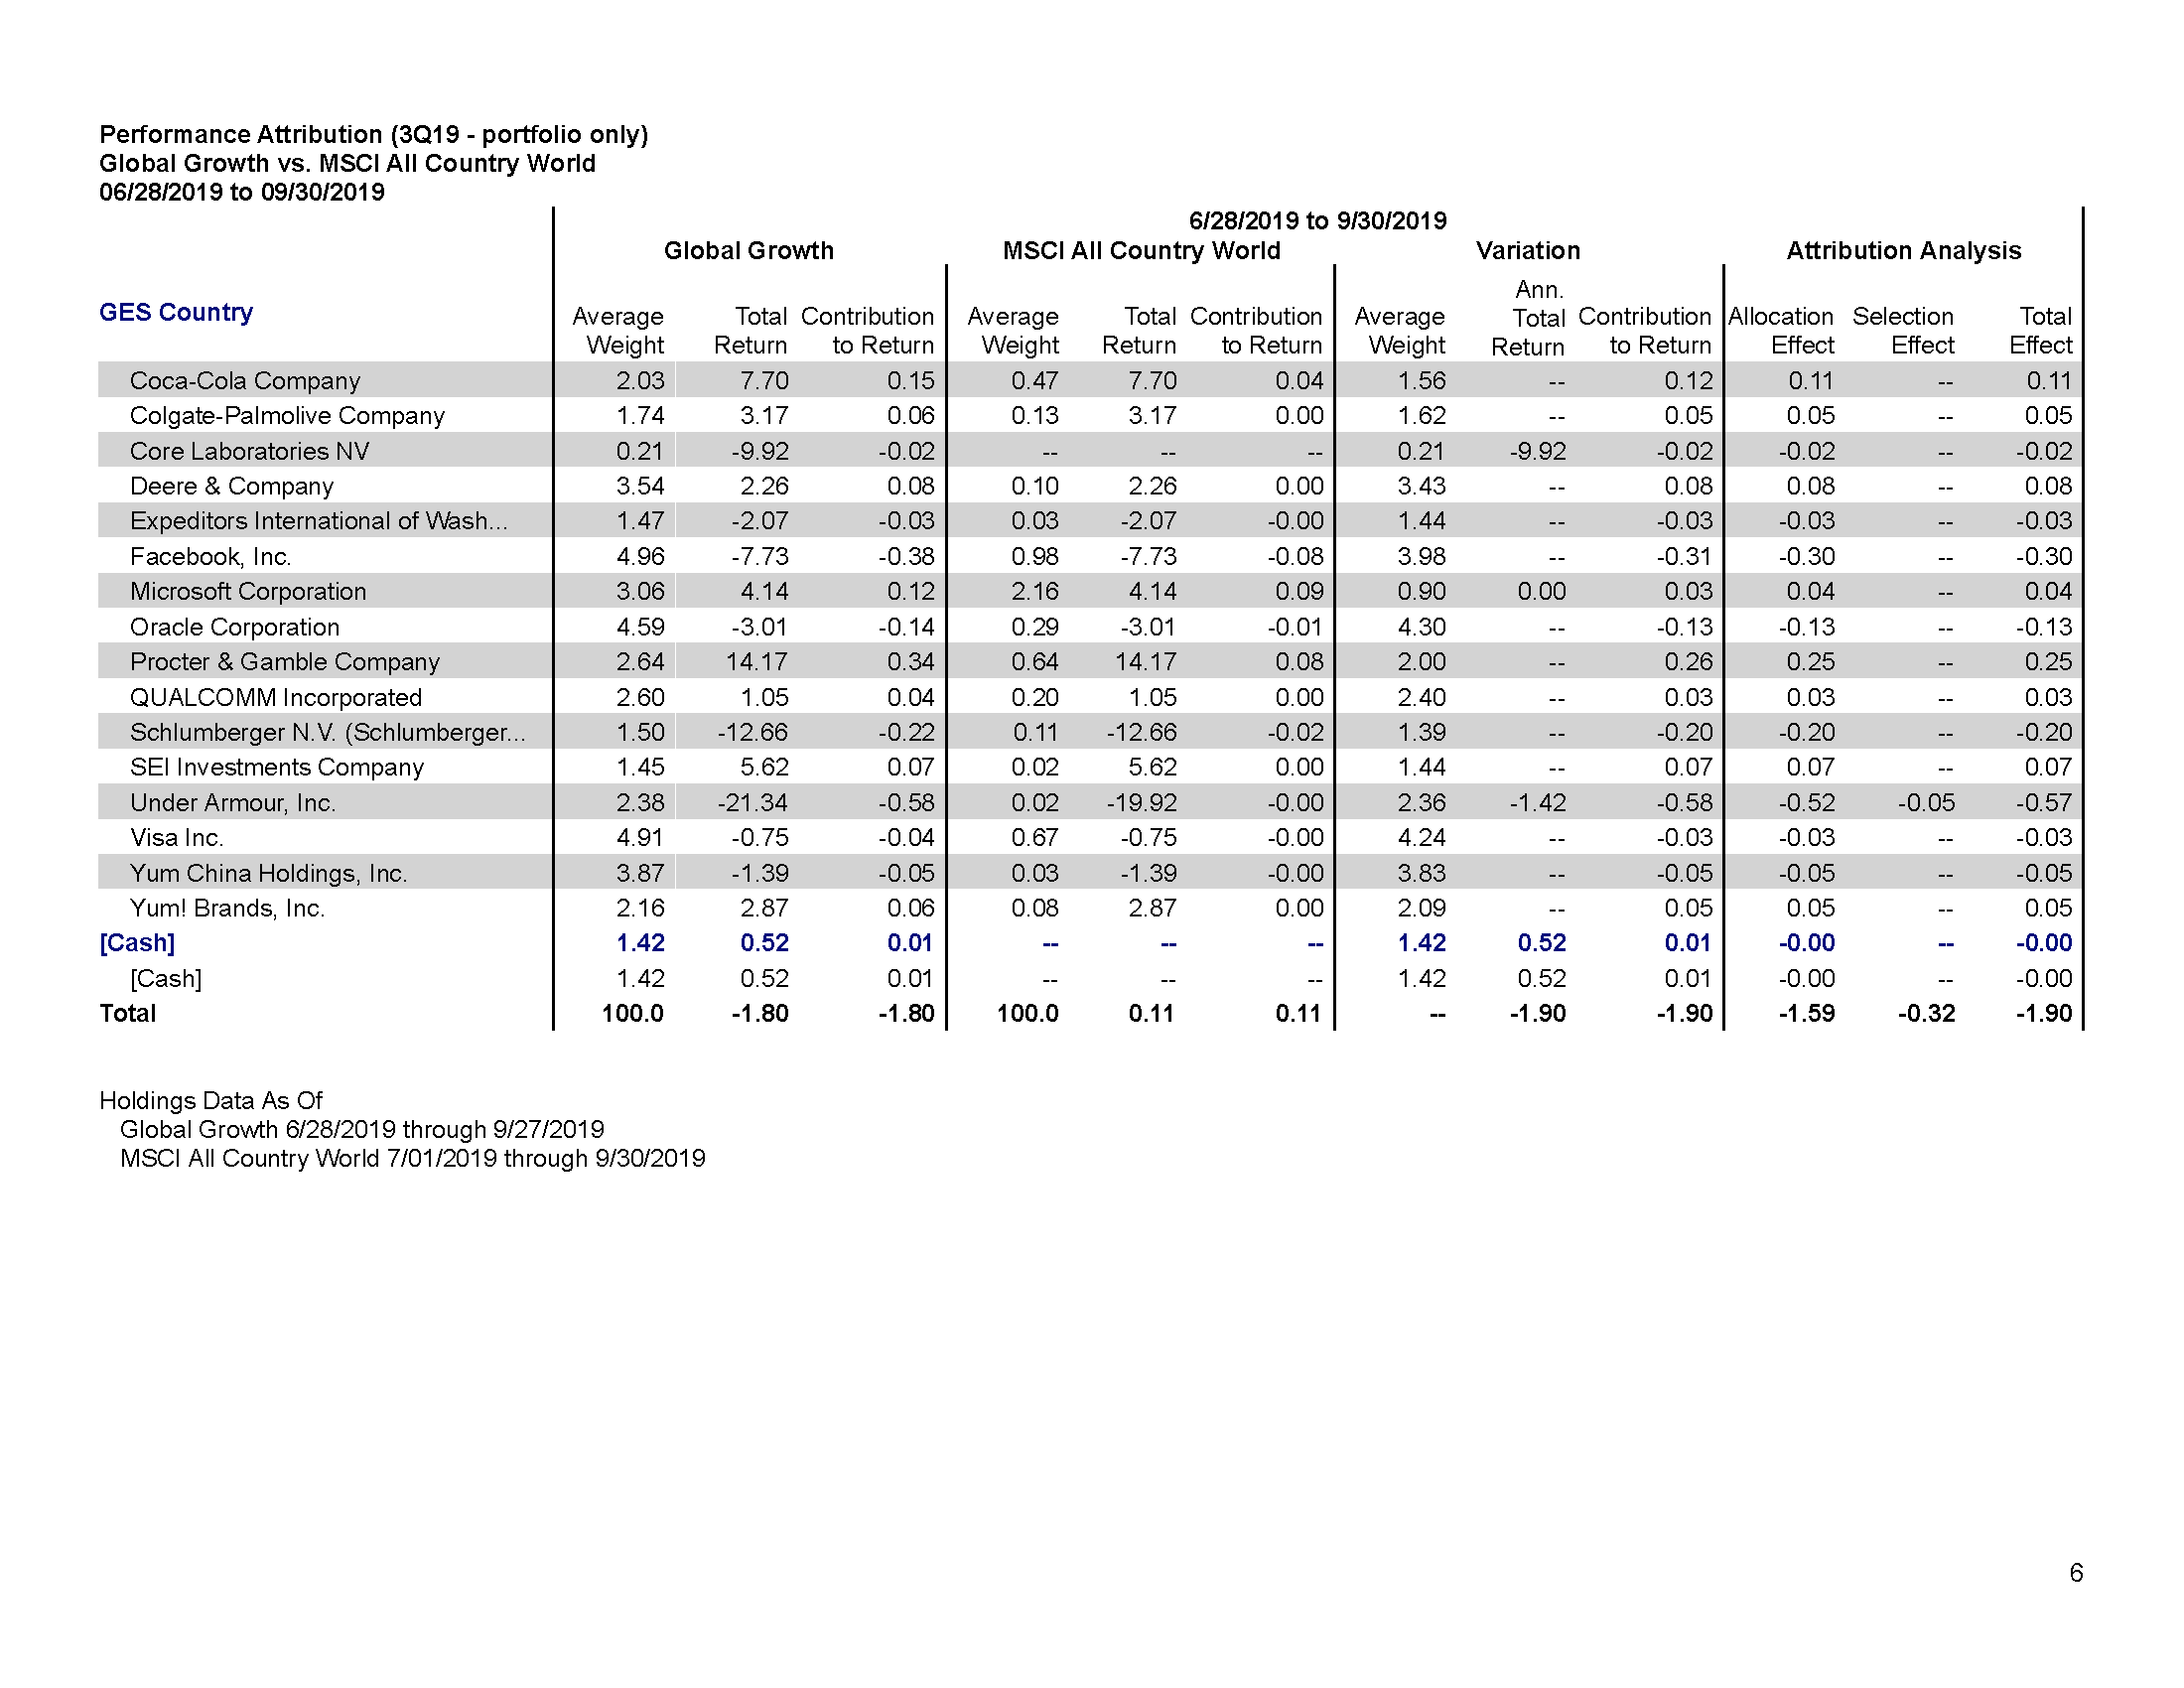 Performance Attribution (3Q19 - portfolio only)
Global Growth vs. MSCI All Country World
06/28/2019 to 09/30/2019
6/28/2019 to 9/30/2019
Global Growth MSCI All Country World Variation Attribution Analysis
GES Country Average Weight Total Return Contribution to Return Average Weight Total Return Contribution to Return Average Weight Ann. Total Return Contribution to Return Allocation Effect Selection Effect Total Effect
Coca-Cola Company 2.03 7.70 0.15 0.47 7.70 0.04 1.56 -- 0.12 0.11 -- 0.11
Colgate-Palmolive Company 1.74 3.17 0.06 0.13 3.17 0.00 1.62 -- 0.05 0.05 -- 0.05
Core Laboratories NV 0.21 -9.92 -0.02 -- -- -- 0.21 -9.92 -0.02 -0.02 -- -0.02
Deere & Company 3.54 2.26 0.08 0.10 2.26 0.00 3.43 -- 0.08 0.08 -- 0.08
Expeditors International of Wash... 1.47 -2.07 -0.03 0.03 -2.07 -0.00 1.44 -- -0.03 -0.03 -- -0.03
Facebook, Inc. 4.96 -7.73 -0.38 0.98 -7.73 -0.08 3.98 -- -0.31 -0.30 -- -0.30
Microsoft Corporation 3.06 4.14 0.12 2.16 4.14 0.09 0.90 0.00 0.03 0.04 -- 0.04
Oracle Corporation 4.59 -3.01 -0.14 0.29 -3.01 -0.01 4.30 -- -0.13 -0.13 -- -0.13
Procter & Gamble Company 2.64 14.17 0.34 0.64 14.17 0.08 2.00 -- 0.26 0.25 -- 0.25
QUALCOMM Incorporated 2.60 1.05 0.04 0.20 1.05 0.00 2.40 -- 0.03 0.03 -- 0.03
Schlumberger N.V. (Schlumberger... 1.50 -12.66 -0.22 0.11 -12.66 -0.02 1.39 -- -0.20 -0.20 -- -0.20
SEI Investments Company 1.45 5.62 0.07 0.02 5.62 0.00 1.44 -- 0.07 0.07 -- 0.07
Under Armour, Inc. 2.38 -21.34 -0.58 0.02 -19.92 -0.00 2.36 -1.42 -0.58 -0.52 -0.05 -0.57
Visa Inc. 4.91 -0.75 -0.04 0.67 -0.75 -0.00 4.24 -- -0.03 -0.03 -- -0.03
Yum China Holdings, Inc. 3.87 -1.39 -0.05 0.03 -1.39 -0.00 3.83 -- -0.05 -0.05 -- -0.05
Yum! Brands, Inc. 2.16 2.87 0.06 0.08 2.87 0.00 2.09 -- 0.05 0.05 -- 0.05
[Cash] 1.42 0.52 0.01 -- -- -- 1.42 0.52 0.01 -0.00 -- -0.00
[Cash] 1.42 0.52 0.01 -- -- -- 1.42 0.52 0.01 -0.00 -- -0.00
Total 100.0 -1.80 -1.80 100.0 0.11 0.11 -- -1.90 -1.90 -1.59 -0.32 -1.90
Holdings Data As Of
Global Growth 6/28/2019 through 9/27/2019
MSCI All Country World 7/01/2019 through 9/30/2019
6